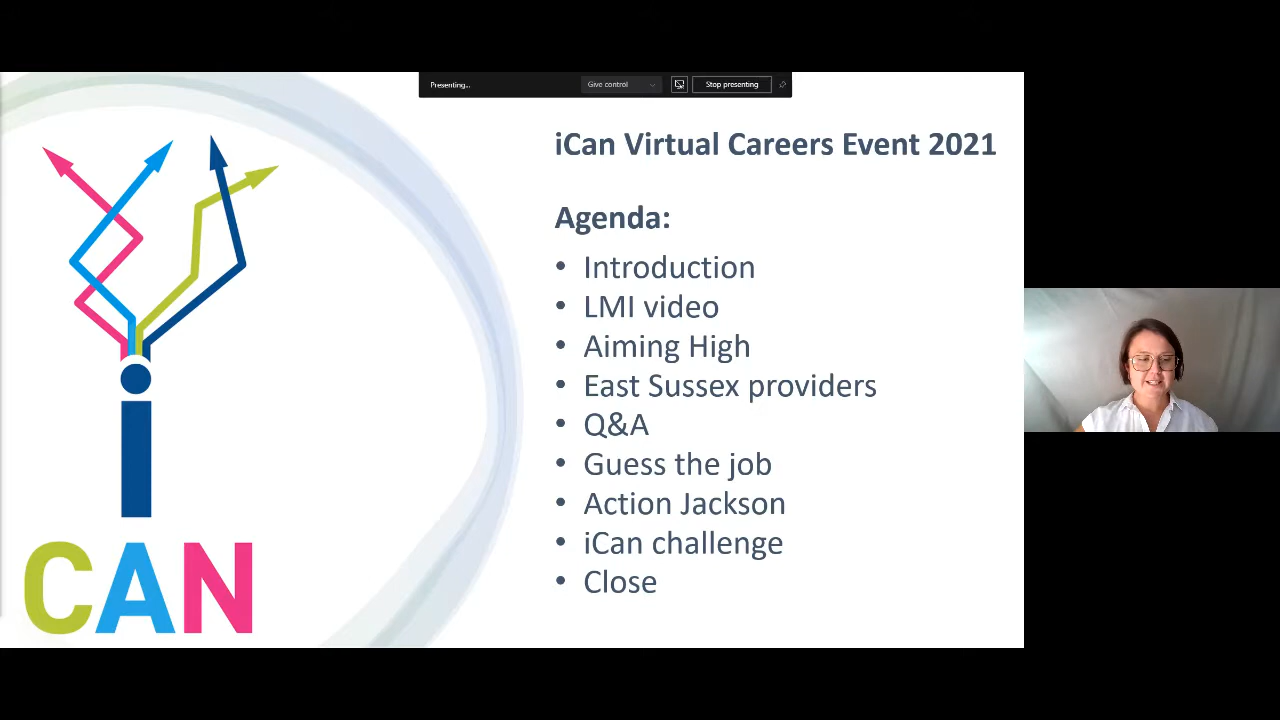 Presenting...
Give control
Stop presenting
iCan Virtual Careers Event 2021
Agenda:
• Introduction
• LMI video
• Aiming High
• East Sussex providers
• Q&A
• Guess the job
• Action Jackson
• iCan challenge
• Close
i
CAN